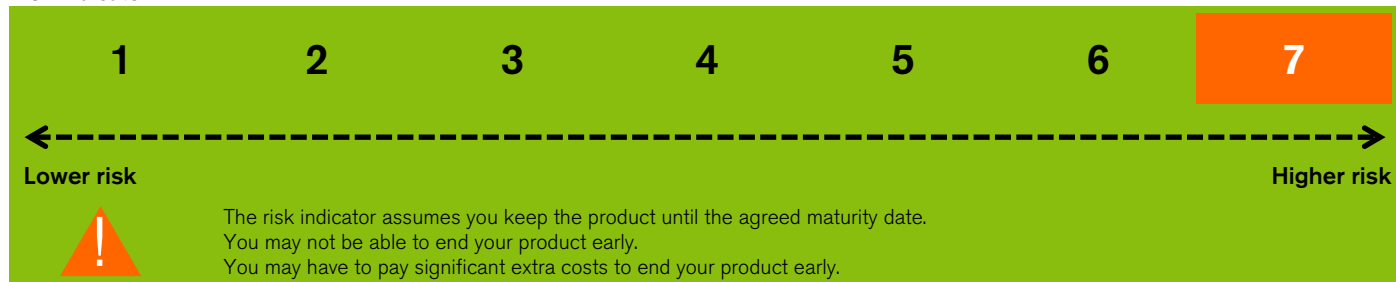 1 2 3 4 5 6 7
Lower risk Higher risk
!
The risk indicator assumes you keep the product until the agreed maturity date.
You may not be able to end your product early.
You may have to pay significant extra costs to end your product early.